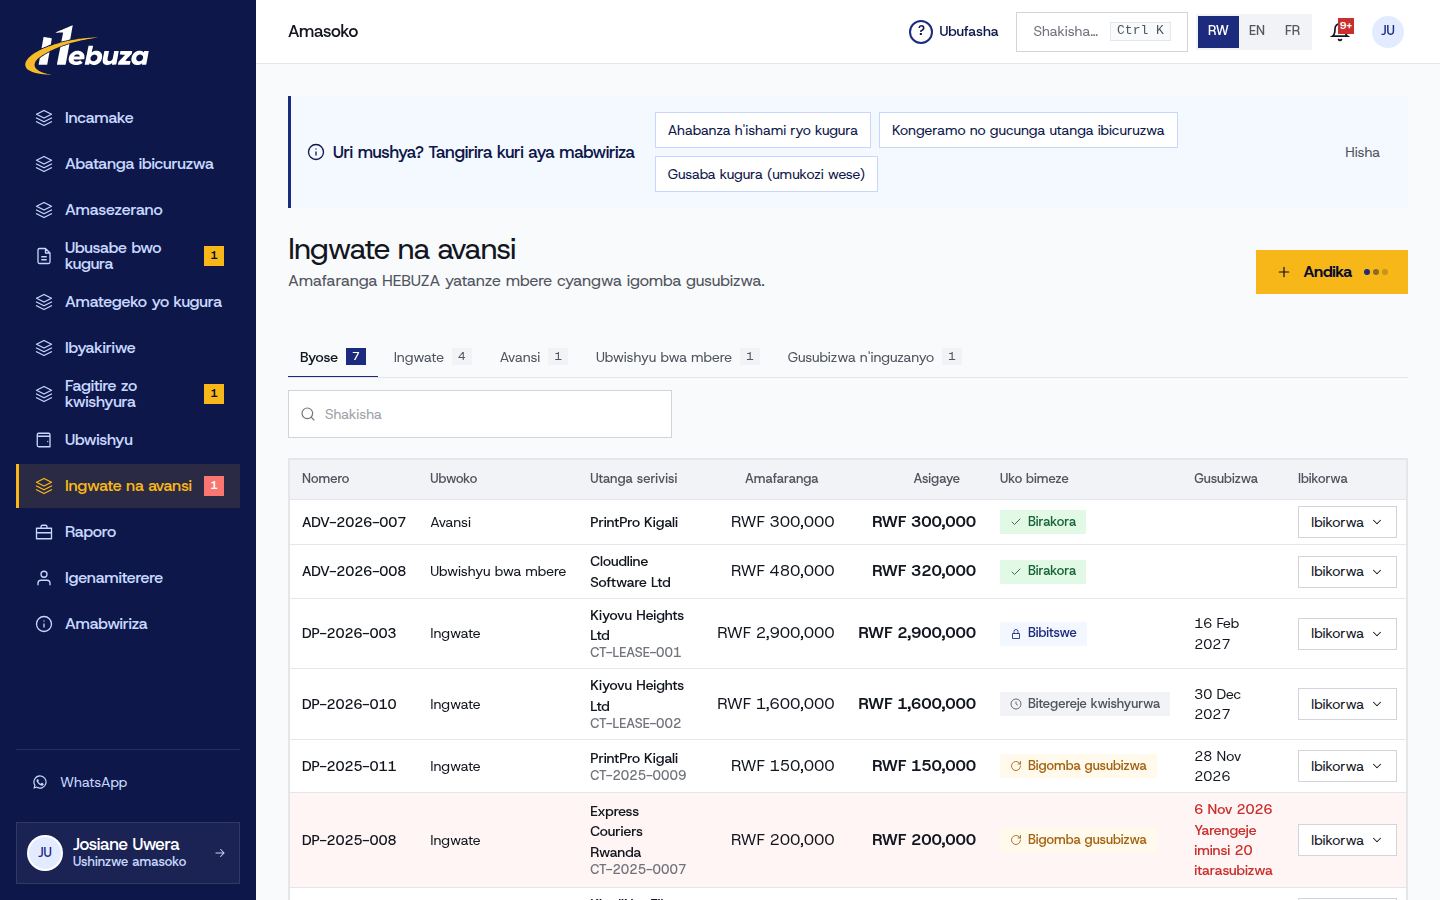 Hebuza
Incamake
Abatanga ibicuruzwa
Amasezerano
Ubusabe bwo
kugura
1
Amategeko yo kugura
Ibyakiriwe
Fagitire zo
kwishyura
1
Ubwishyu
Ingwate na avansi
1
Raporo
Igenamiterere
Amabwiriza
WhatsApp
JU
Josiane Uwera
Ushinzwe amasoko
Amasoko
? Ubufasha
Shakisha... Ctrl K
RW EN FR
9+
JU
Uri mushya? Tangirira kuri aya mabwiriza
Ahabanza h'ishami ryo kugura
Kongeramo no gucunga utanga ibicuruzwa
Gusaba kugura (umukozi wese)
Hisha
Ingwate na avansi
Amafaranga HEBUZA yatanze mbere cyangwa igomba gusubizwa.
+ Andika
Byose 7 Ingwate 4 Avansi 1 Ubwishyu bwa mbere 1 Gusubizwa n'inguzanyo 1
Shakisha
Nomero Ubwoko Utanga serivisi Amafaranga Asigaye Uko bimeze Gusubizwa Ibikorwa
ADV-2026-007 Avansi PrintPro Kigali RWF 300,000 RWF 300,000 Birakora Ibikorwa
ADV-2026-008 Ubwishyu bwa mbere Cloudline
Software Ltd RWF 480,000 RWF 320,000 Birakora Ibikorwa
DP-2026-003 Ingwate Kiyovu Heights
Ltd
CT-LEASE-001 RWF 2,900,000 RWF 2,900,000 Bibitswe 16 Feb
2027 Ibikorwa
DP-2026-010 Ingwate Kiyovu Heights
Ltd
CT-LEASE-002 RWF 1,600,000 RWF 1,600,000 Bitegereje kwishyurwa 30 Dec
2027 Ibikorwa
DP-2025-011 Ingwate PrintPro Kigali
CT-2025-0009 RWF 150,000 RWF 150,000 Bigomba gusubizwa 28 Nov
2026 Ibikorwa
DP-2025-008 Ingwate Express
Couriers
Rwanda
CT-2025-0007 RWF 200,000 RWF 200,000 Bigomba gusubizwa 6 Nov 2026
Yarengeje
iminsi 20
itarasubizwa Ibikorwa